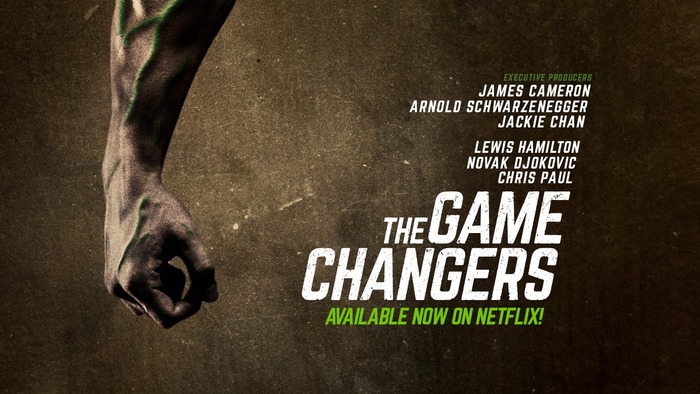 EXECUTIVE PRODUCERS
JAMES CAMERON
ARNOLD SCHWARZENEGGER
JACKIE CHAN
LEWIS HAMILTON
NOVAK DJOKOVIC
CHRIS PAUL
THE GAME
CHANGERS
AVAILABLE NOW ON NETFLIX!